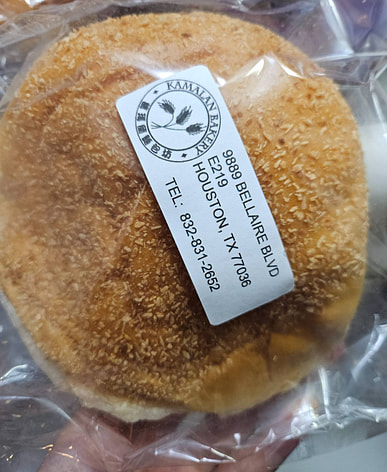 KAMALAN BAKERY
9889 BELLAIRE BLVD
E219
HOUSTON, TX 77036
TEL: 832-831-2652